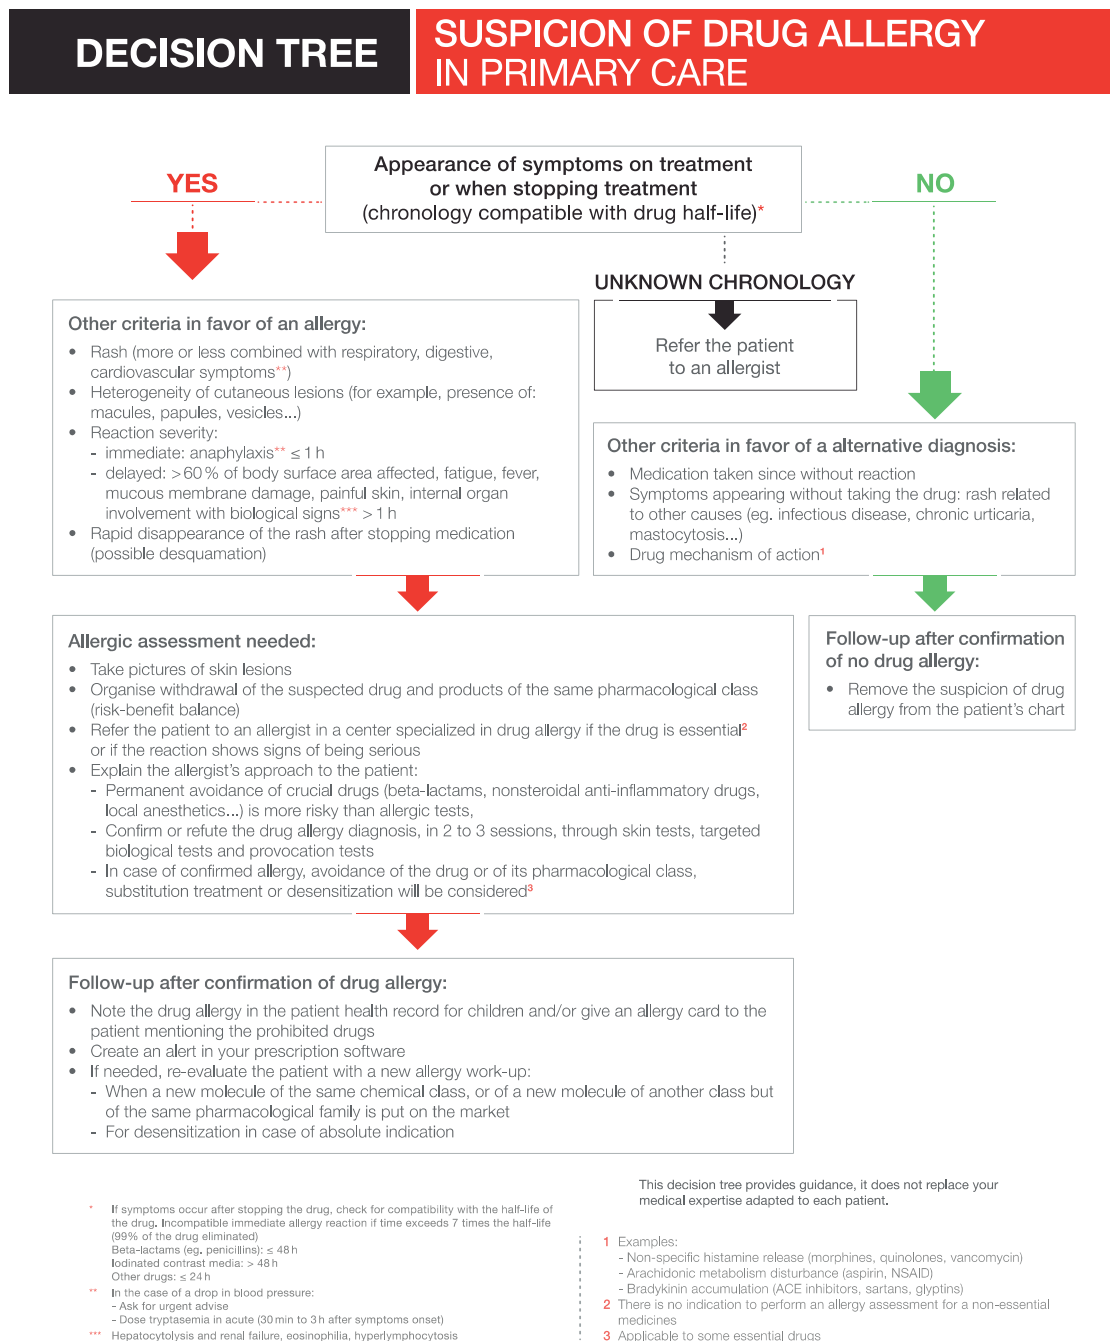 DECISION TREE
SUSPICION OF DRUG ALLERGY
IN PRIMARY CARE
Appearance of symptoms on treatment
or when stopping treatment
(chronology compatible with drug half-life)*
YES
NO
UNKNOWN CHRONOLOGY
Refer the patient
to an allergist
Other criteria in favor of an allergy:
• Rash (more or less combined with respiratory, digestive,
cardiovascular symptoms**)
• Heterogeneity of cutaneous lesions (for example, presence of:
macules, papules, vesicles...)
• Reaction severity:
- immediate: anaphylaxis** ≤ 1 h
- delayed: > 60 % of body surface area affected, fatigue, fever,
mucous membrane damage, painful skin, internal organ
involvement with biological signs*** > 1 h
• Rapid disappearance of the rash after stopping medication
(possible desquamation)
Other criteria in favor of a alternative diagnosis:
• Medication taken since without reaction
• Symptoms appearing without taking the drug: rash related
to other causes (eg. infectious disease, chronic urticaria,
mastocytosis...)
• Drug mechanism of action1
Allergic assessment needed:
• Take pictures of skin lesions
• Organise withdrawal of the suspected drug and products of the same pharmacological class
(risk-benefit balance)
• Refer the patient to an allergist in a center specialized in drug allergy if the drug is essential2
or if the reaction shows signs of being serious
• Explain the allergist's approach to the patient:
- Permanent avoidance of crucial drugs (beta-lactams, nonsteroidal anti-inflammatory drugs,
local anesthetics...) is more risky than allergic tests,
- Confirm or refute the drug allergy diagnosis, in 2 to 3 sessions, through skin tests, targeted
biological tests and provocation tests
- In case of confirmed allergy, avoidance of the drug or of its pharmacological class,
substitution treatment or desensitization will be considered3
Follow-up after confirmation
of no drug allergy:
• Remove the suspicion of drug
allergy from the patient's chart
Follow-up after confirmation of drug allergy:
• Note the drug allergy in the patient health record for children and/or give an allergy card to the
patient mentioning the prohibited drugs
• Create an alert in your prescription software
• If needed, re-evaluate the patient with a new allergy work-up:
- When a new molecule of the same chemical class, or of a new molecule of another class but
of the same pharmacological family is put on the market
- For desensitization in case of absolute indication
* If symptoms occur after stopping the drug, check for compatibility with the half-life of
the drug. Incompatible immediate allergy reaction if time exceeds 7 times the half-life
(99% of the drug eliminated)
Beta-lactams (eg. penicillins): ≤ 48 h
Iodinated contrast media: > 48 h
Other drugs: ≤ 24 h
** In the case of a drop in blood pressure:
- Ask for urgent advise
- Dose tryptasemia in acute (30 min to 3 h after symptoms onset)
*** Hepatocytolysis and renal failure, eosinophilia, hyperlymphocytosis
This decision tree provides guidance, it does not replace your
medical expertise adapted to each patient.
1 Examples:
- Non-specific histamine release (morphines, quinolones, vancomycin)
- Arachidonic metabolism disturbance (aspirin, NSAID)
- Bradykinin accumulation (ACE inhibitors, sartans, glyptins)
2 There is no indication to perform an allergy assessment for a non-essential
medicines
3 Applicable to some essential drugs